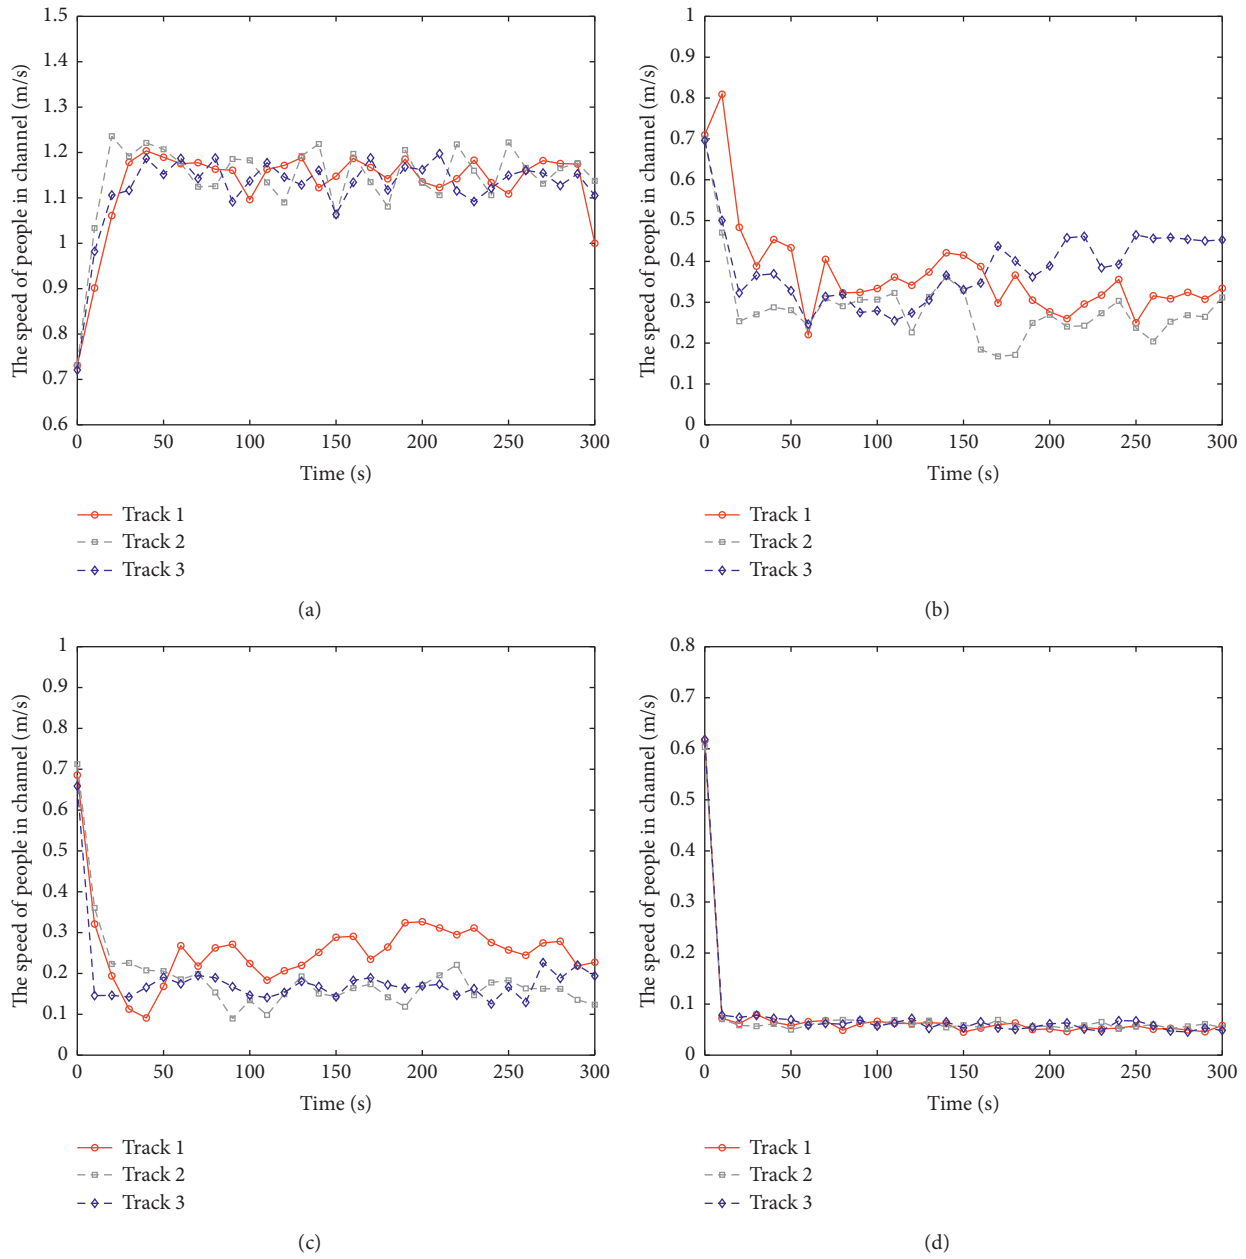 The speed of people in channel (m/s)
1.5
1.4
1.3
1.2
1.1
1
0.9
0.8
0.7
0.6
0 50 100 150 200 250 300
Time (s)
Track 1
Track 2
Track 3
(a)
The speed of people in channel (m/s)
1
0.9
0.8
0.7
0.6
0.5
0.4
0.3
0.2
0.1
0
0 50 100 150 200 250 300
Time (s)
Track 1
Track 2
Track 3
(b)
The speed of people in channel (m/s)
1
0.9
0.8
0.7
0.6
0.5
0.4
0.3
0.2
0.1
0
0 50 100 150 200 250 300
Time (s)
Track 1
Track 2
Track 3
(c)
The speed of people in channel (m/s)
0.8
0.7
0.6
0.5
0.4
0.3
0.2
0.1
0
0 50 100 150 200 250 300
Time (s)
Track 1
Track 2
Track 3
(d)